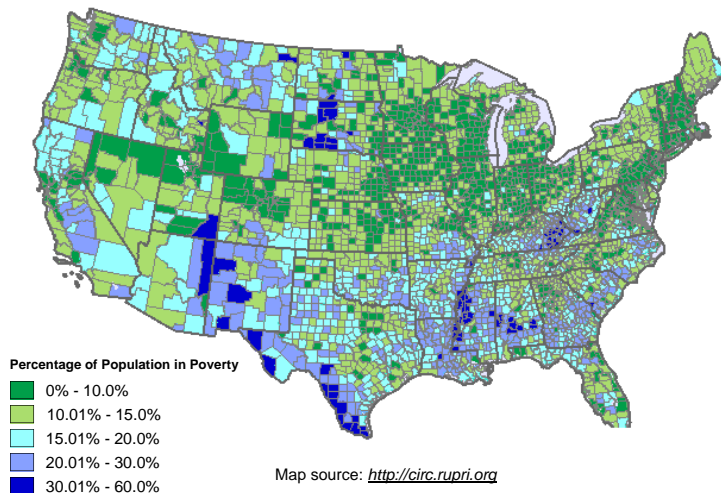 Percentage of Population in Poverty
0% - 10.0%
10.01% - 15.0%
15.01% - 20.0%
20.01% - 30.0%
30.01% - 60.0%
Map source: http://circ.rupri.org